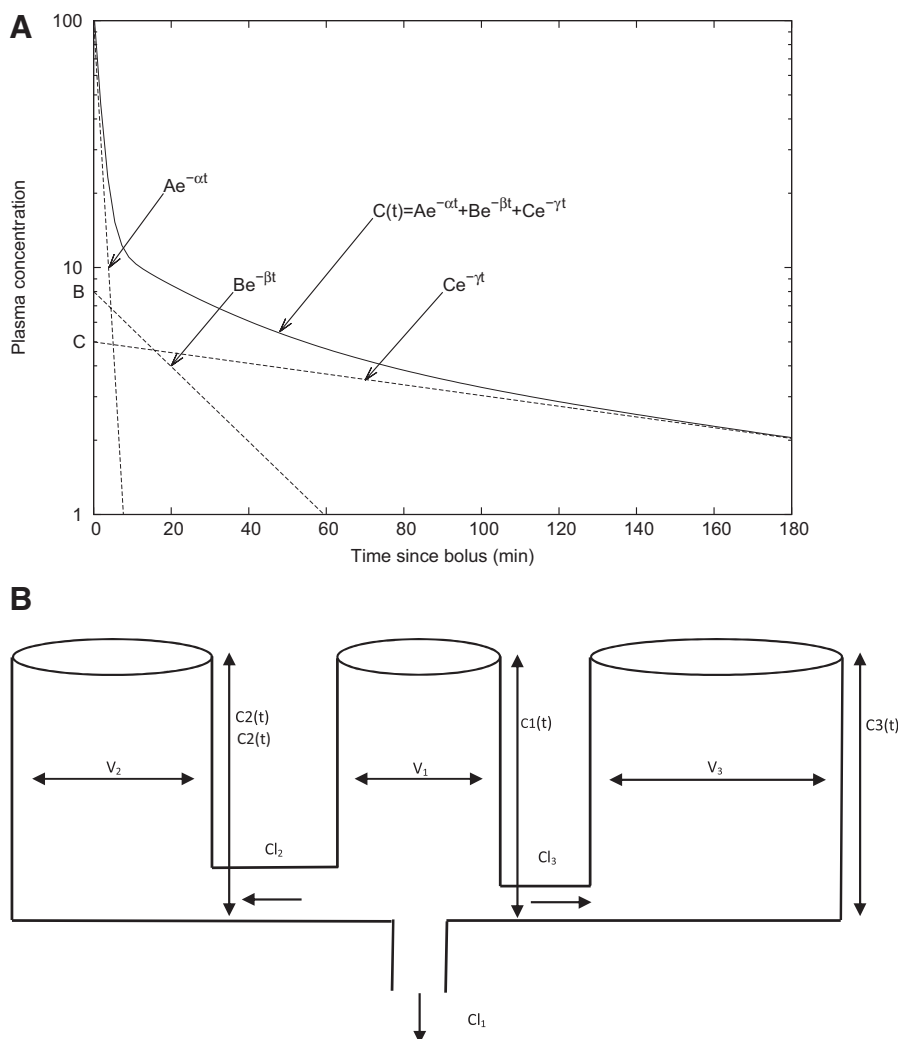 A
100
Ae⁻ᵅᵗ
C(t)=Ae⁻ᵅᵗ+Be⁻ᵝᵗ+Ce⁻ᵞᵗ
Plasma concentration
10
Be⁻ᵝᵗ
Ce⁻ᵞᵗ
B
C
1
0 20 40 60 80 100 120 140 160 180
Time since bolus (min)
B
C2(t)
C2(t)
C1(t)
C3(t)
V₂
V₁
V₃
Cl₂
Cl₃
Cl₁